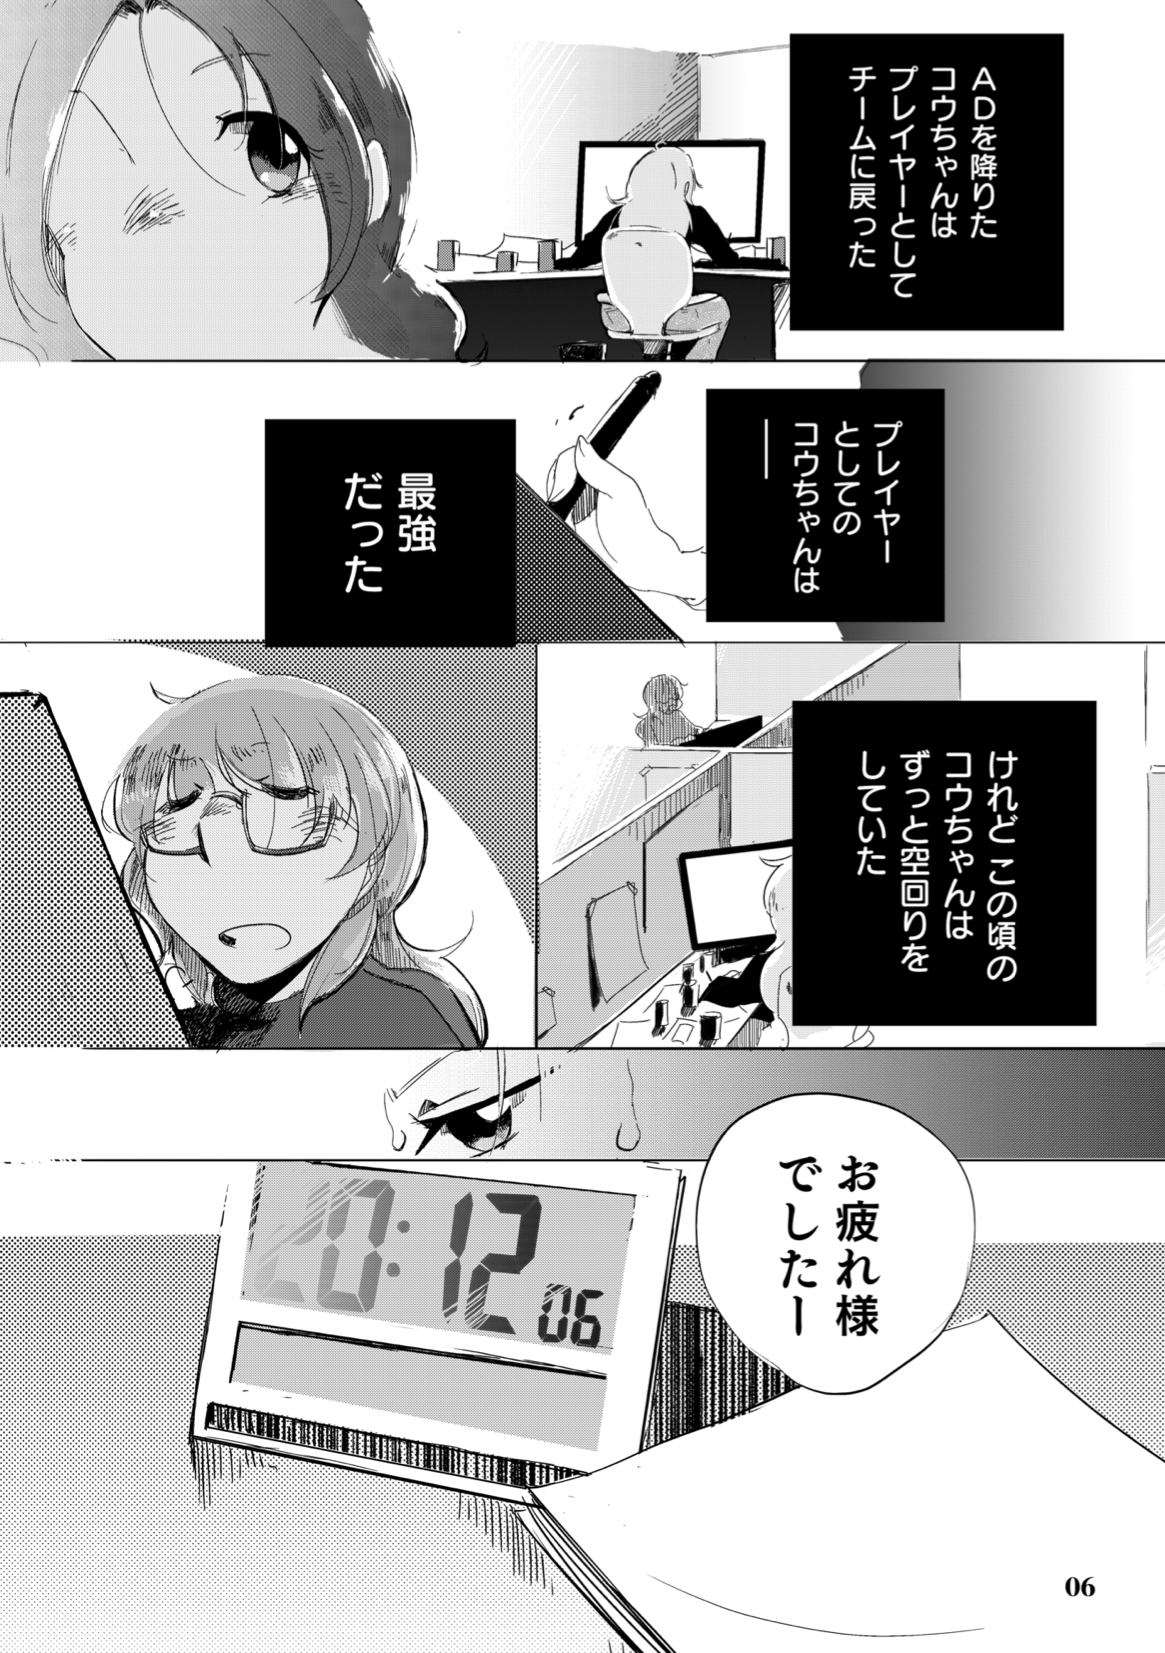 ADを降りた
コウちゃんは
プレイヤーとして
チームに戻った
プレイヤー
としての
コウちゃんは
――
最強
だった
けれど この頃の
コウちゃんは
ずっと空回りを
していた
お疲れ様
でしたー
20:12
06
06